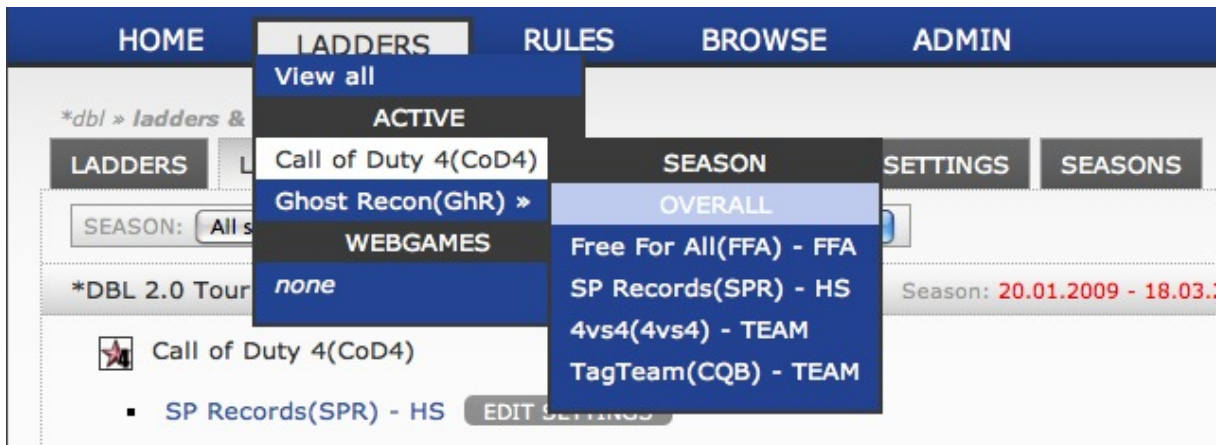 HOME LADDERS RULES BROWSE ADMIN
View all
ACTIVE
Call of Duty 4(CoD4)
Ghost Recon(GhR) »
WEBGAMES
none
SEASON
OVERALL
Free For All(FFA) - FFA
SP Records(SPR) - HS
4vs4(4vs4) - TEAM
TagTeam(CQB) - TEAM
*dbl » ladders &
LADDERS L SETTINGS SEASONS
SEASON: All s
*DBL 2.0 Tour Season: 20.01.2009 - 18.03.
Call of Duty 4(CoD4)
SP Records(SPR) - HS EDIT SETTINGS